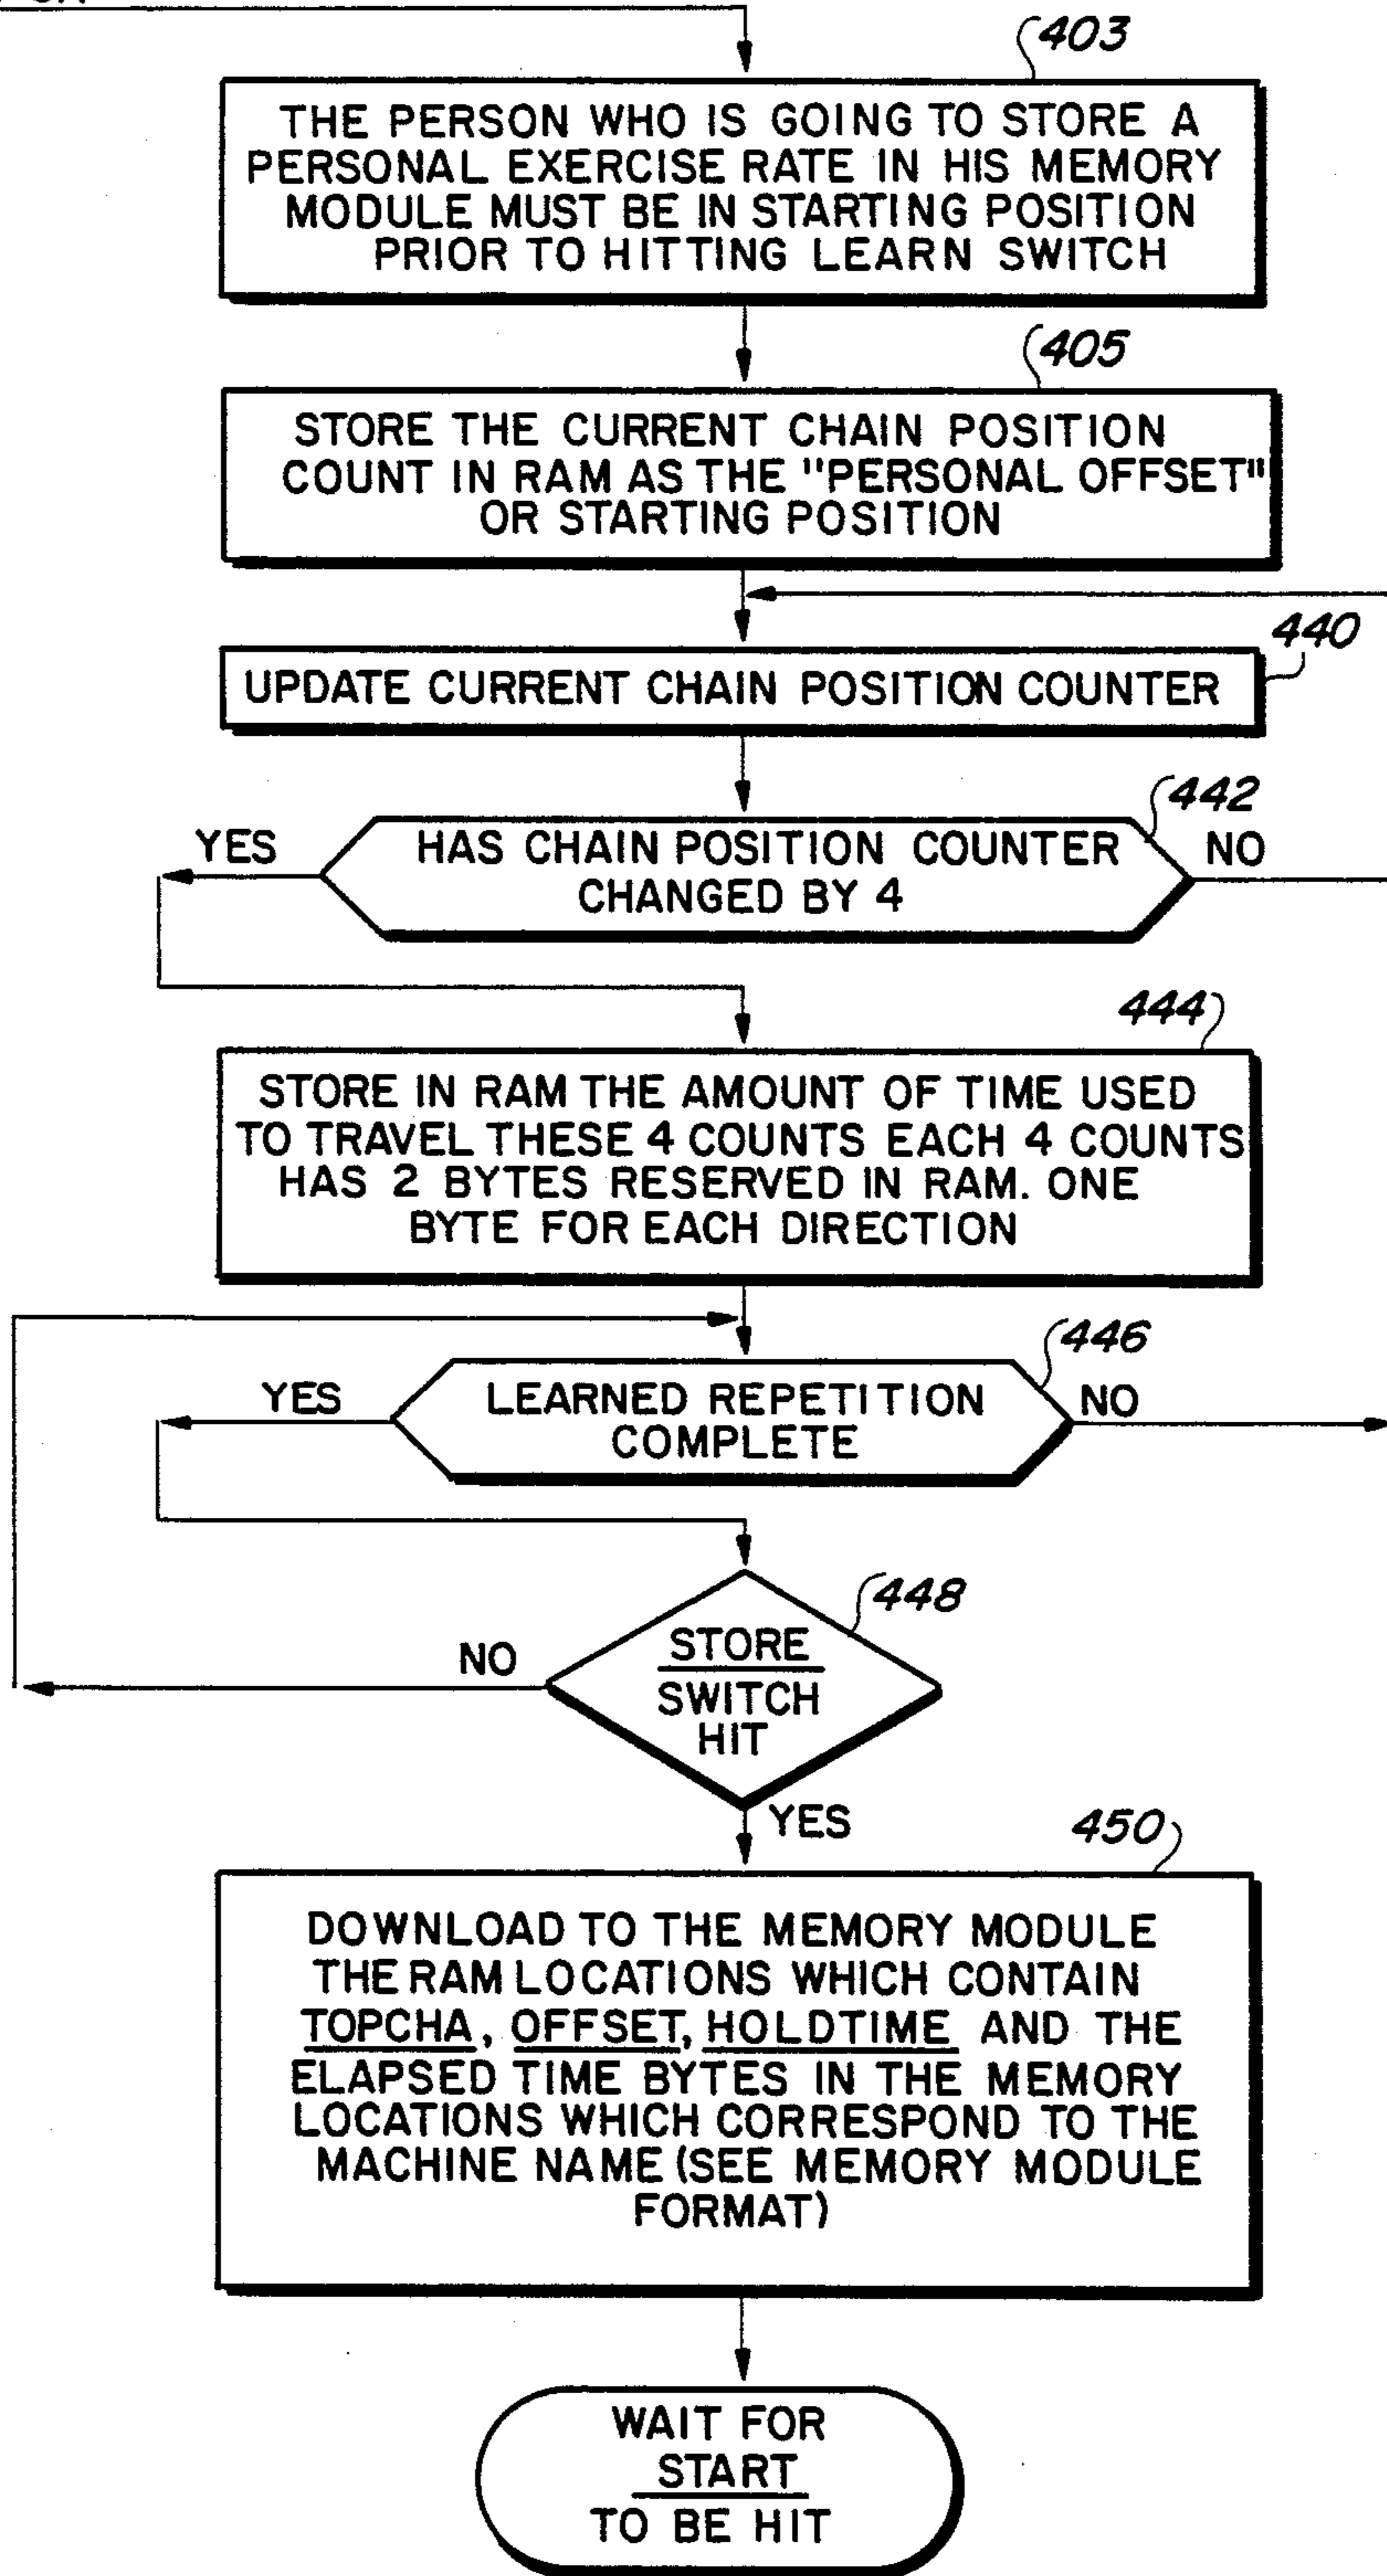 403
THE PERSON WHO IS GOING TO STORE A
PERSONAL EXERCISE RATE IN HIS MEMORY
MODULE MUST BE IN STARTING POSITION
PRIOR TO HITTING LEARN SWITCH
405
STORE THE CURRENT CHAIN POSITION
COUNT IN RAM AS THE "PERSONAL OFFSET"
OR STARTING POSITION
440
UPDATE CURRENT CHAIN POSITION COUNTER
442
YES
HAS CHAIN POSITION COUNTER
CHANGED BY 4
NO
444
STORE IN RAM THE AMOUNT OF TIME USED
TO TRAVEL THESE 4 COUNTS EACH 4 COUNTS
HAS 2 BYTES RESERVED IN RAM. ONE
BYTE FOR EACH DIRECTION
446
YES
LEARNED REPETITION
COMPLETE
NO
448
NO
STORE
SWITCH
HIT
YES
450
DOWNLOAD TO THE MEMORY MODULE
THE RAM LOCATIONS WHICH CONTAIN
TOPCHA, OFFSET, HOLDTIME AND THE
ELAPSED TIME BYTES IN THE MEMORY
LOCATIONS WHICH CORRESPOND TO THE
MACHINE NAME (SEE MEMORY MODULE
FORMAT)
WAIT FOR
START
TO BE HIT